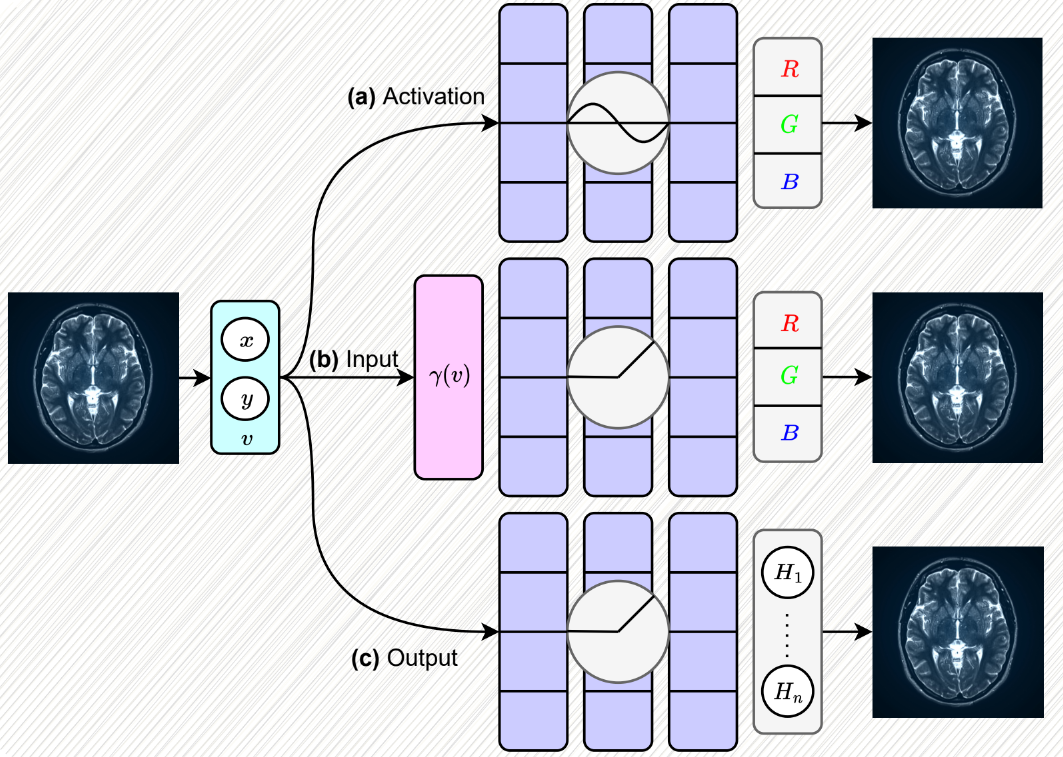 (a) Activation
R
G
B
x
y
v
(b) Input
γ(v)
R
G
B
(c) Output
H₁
Hₙ